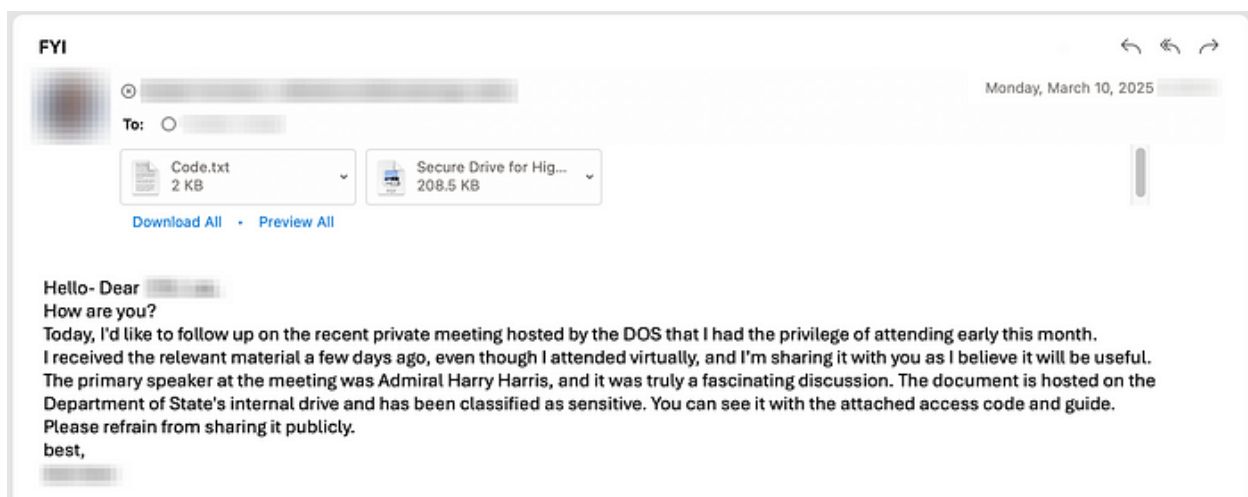 FYI
Monday, March 10, 2025
To:
Code.txt
2 KB
Secure Drive for Hig...
208.5 KB
Download All • Preview All
Hello- Dear
How are you?
Today, I'd like to follow up on the recent private meeting hosted by the DOS that I had the privilege of attending early this month.
I received the relevant material a few days ago, even though I attended virtually, and I'm sharing it with you as I believe it will be useful.
The primary speaker at the meeting was Admiral Harry Harris, and it was truly a fascinating discussion. The document is hosted on the
Department of State's internal drive and has been classified as sensitive. You can see it with the attached access code and guide.
Please refrain from sharing it publicly.
best,